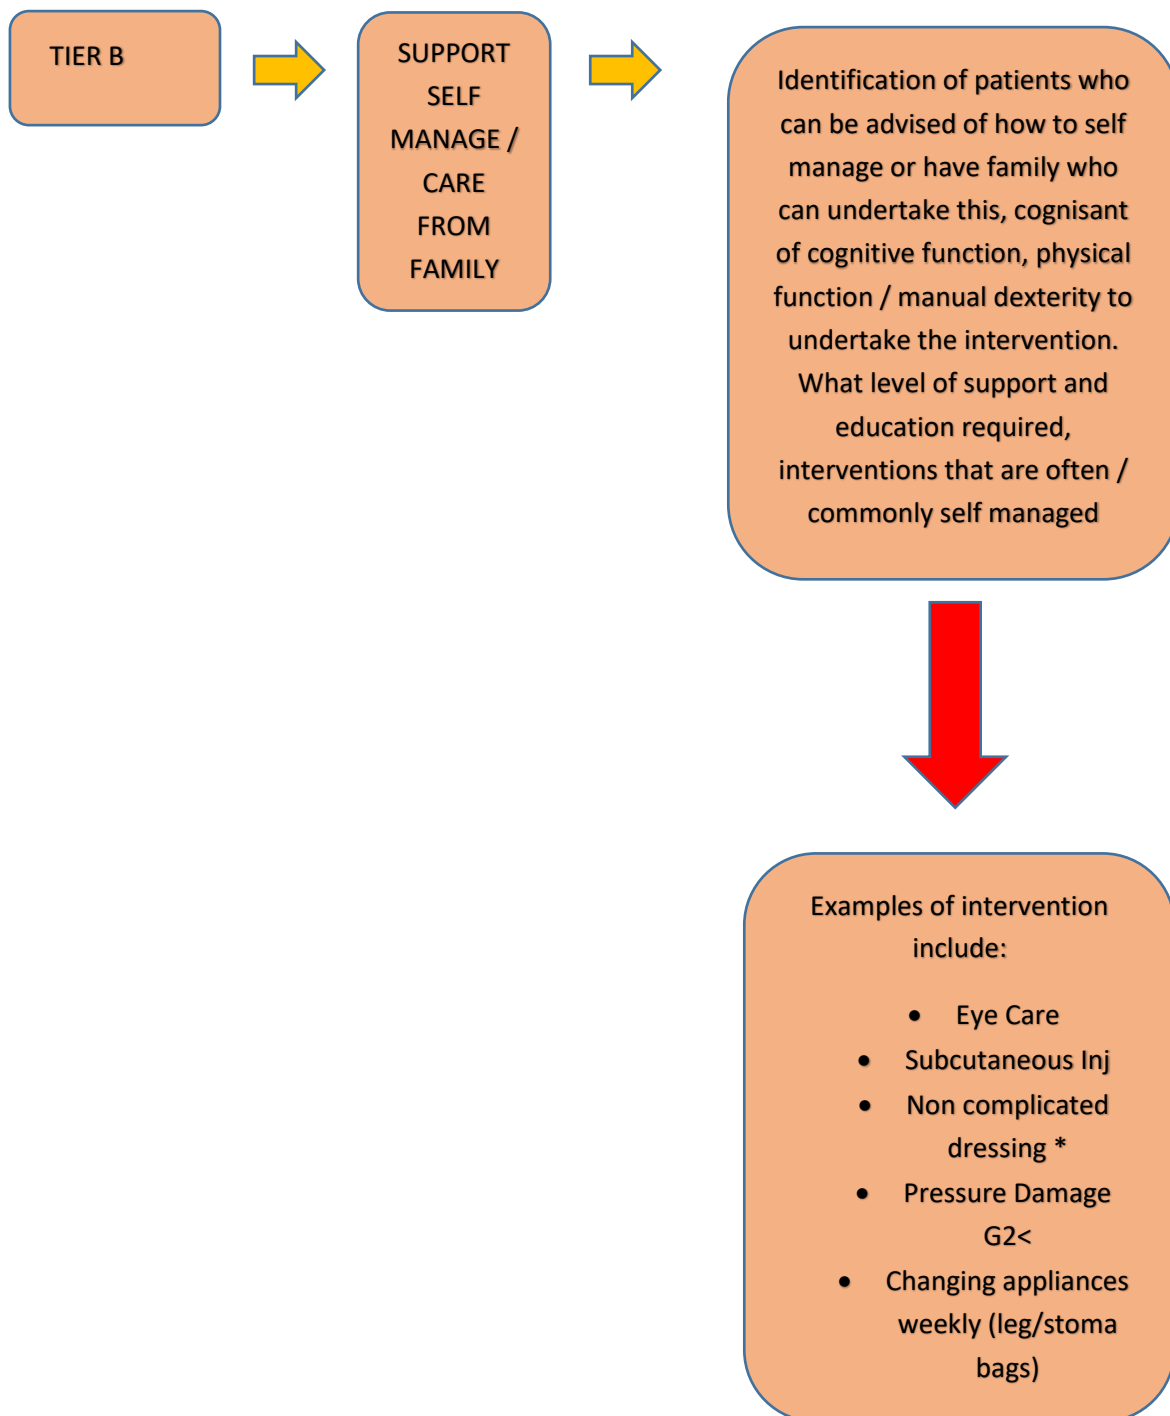 TIER B
SUPPORT
SELF
MANAGE /
CARE
FROM
FAMILY
Identification of patients who
can be advised of how to self
manage or have family who
can undertake this, cognisant
of cognitive function, physical
function / manual dexterity to
undertake the intervention.
What level of support and
education required,
interventions that are often /
commonly self managed
Examples of intervention
include:
• Eye Care
• Subcutaneous Inj
• Non complicated
dressing *
• Pressure Damage
G2<
• Changing appliances
weekly (leg/stoma
bags)